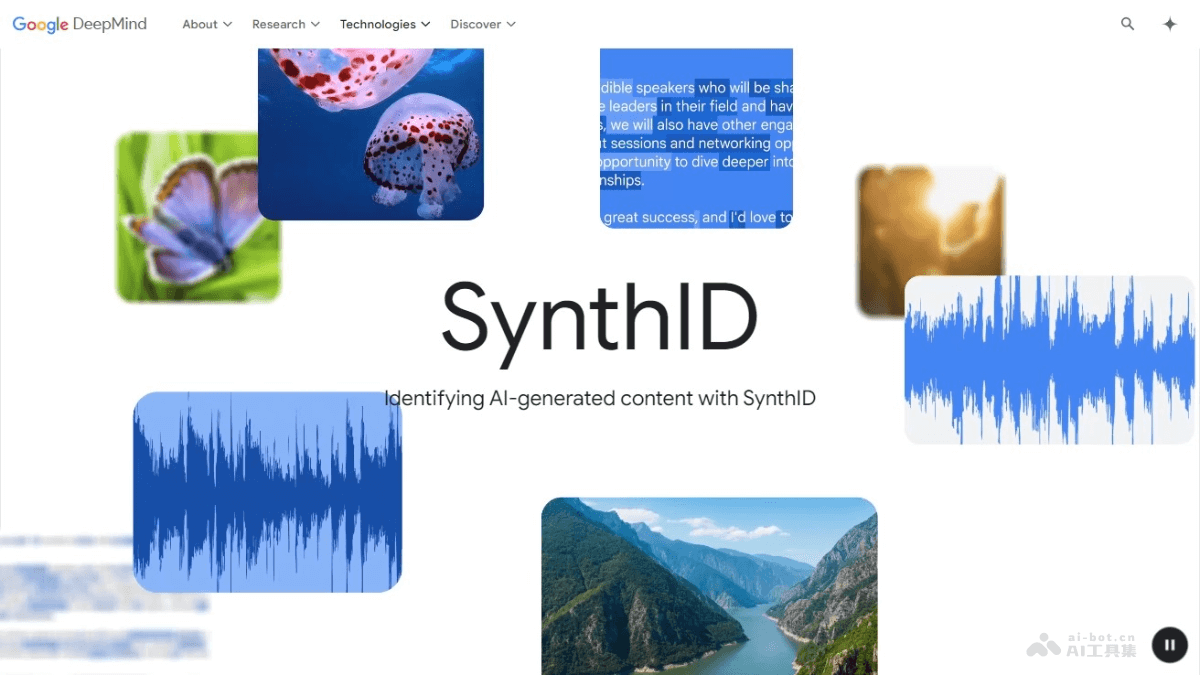 Google DeepMind
About
Research
Technologies
Discover
dible speakers who will be sha
e leaders in their field and hav
s, we will also have other enga
t sessions and networking opp
opportunity to dive deeper into
nships.
great success, and I'd love to
SynthID
Identifying AI-generated content with SynthID
ai-bot.cn
AI工具集